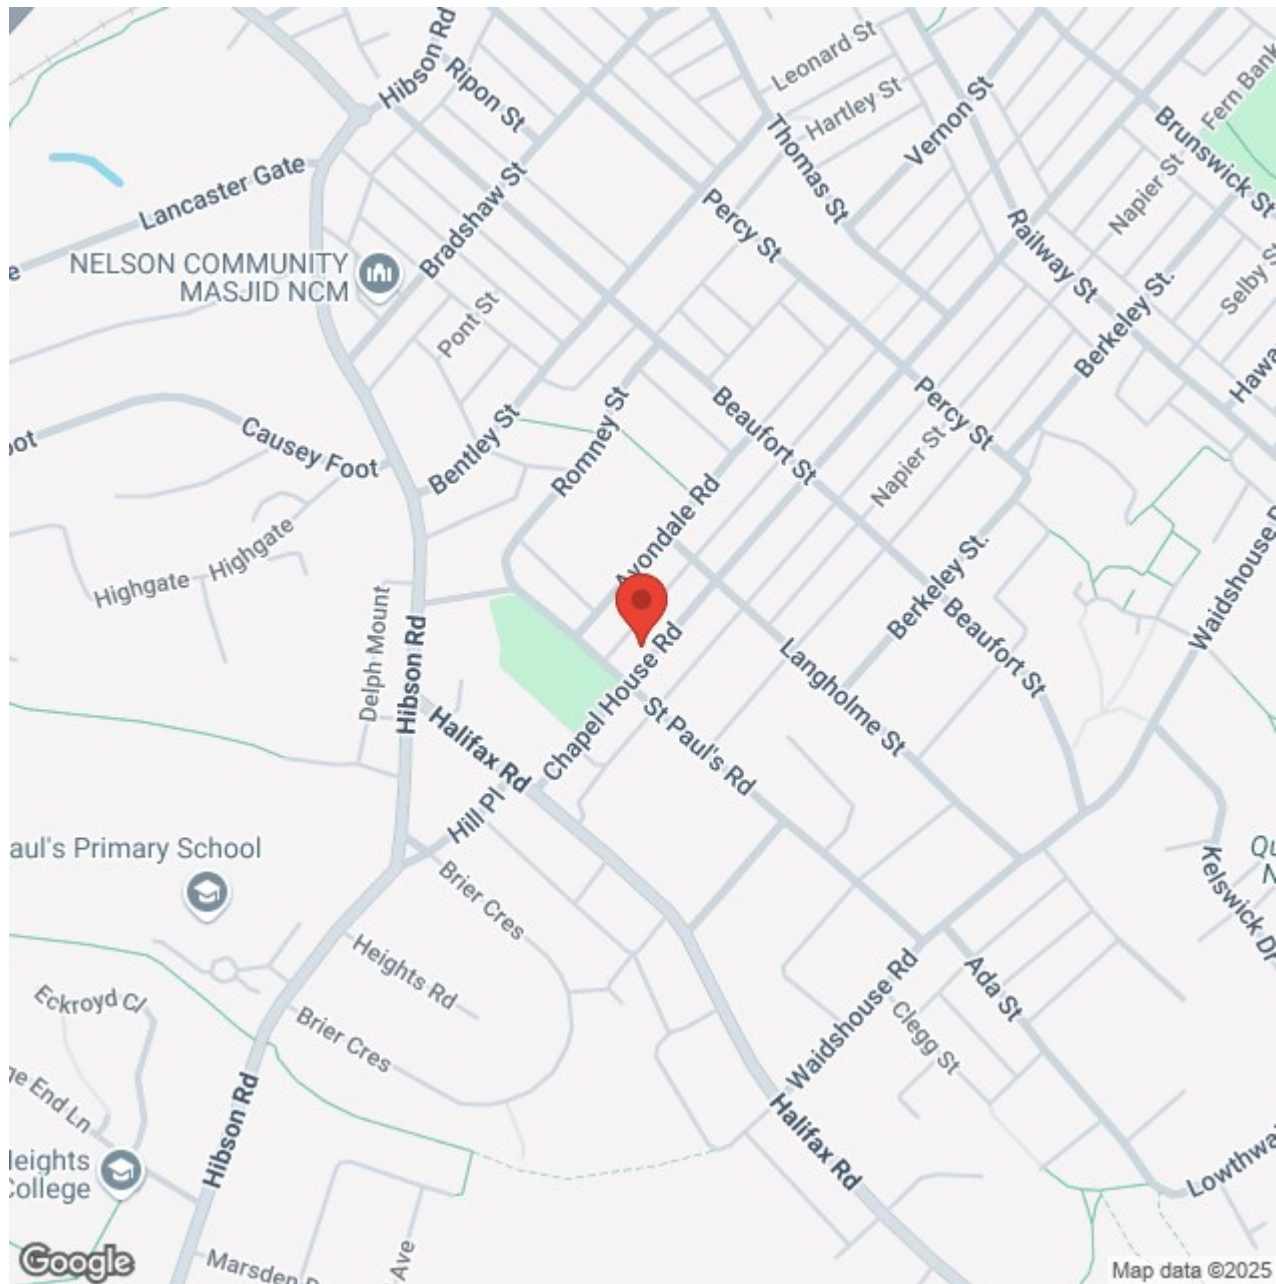 Hibson Rd
Ripon St
Leonard St
Hartley St
Thomas St
Vernon St
Fern Bank
Brunswick St
Napier St
Selby St
Lancaster Gate
Bradshaw St
Percy St
Railway St
Berkeley St.
NELSON COMMUNITY
MASJID NCM
Pont St
Causey Foot
Bentley St
Romney St
Beaufort St
Percy St
Napier St
Highgate
Highgate
Avondale Rd
Berkeley St.
Beaufort St
Delph Mount
Hibson Rd
Halifax Rd
Chapel House Rd
St Paul's Rd
Langholme St
Hill Pl
aul's Primary School
Brier Cres
Heights Rd
Eckroyd Cl
Brier Cres
Waidshouse Rd
Clegg St
Ada St
Kelswick Dr
ge End Ln
Hibson Rd
Halifax Rd
eights
College
Marsden
Ave
Google
Map data ©2025